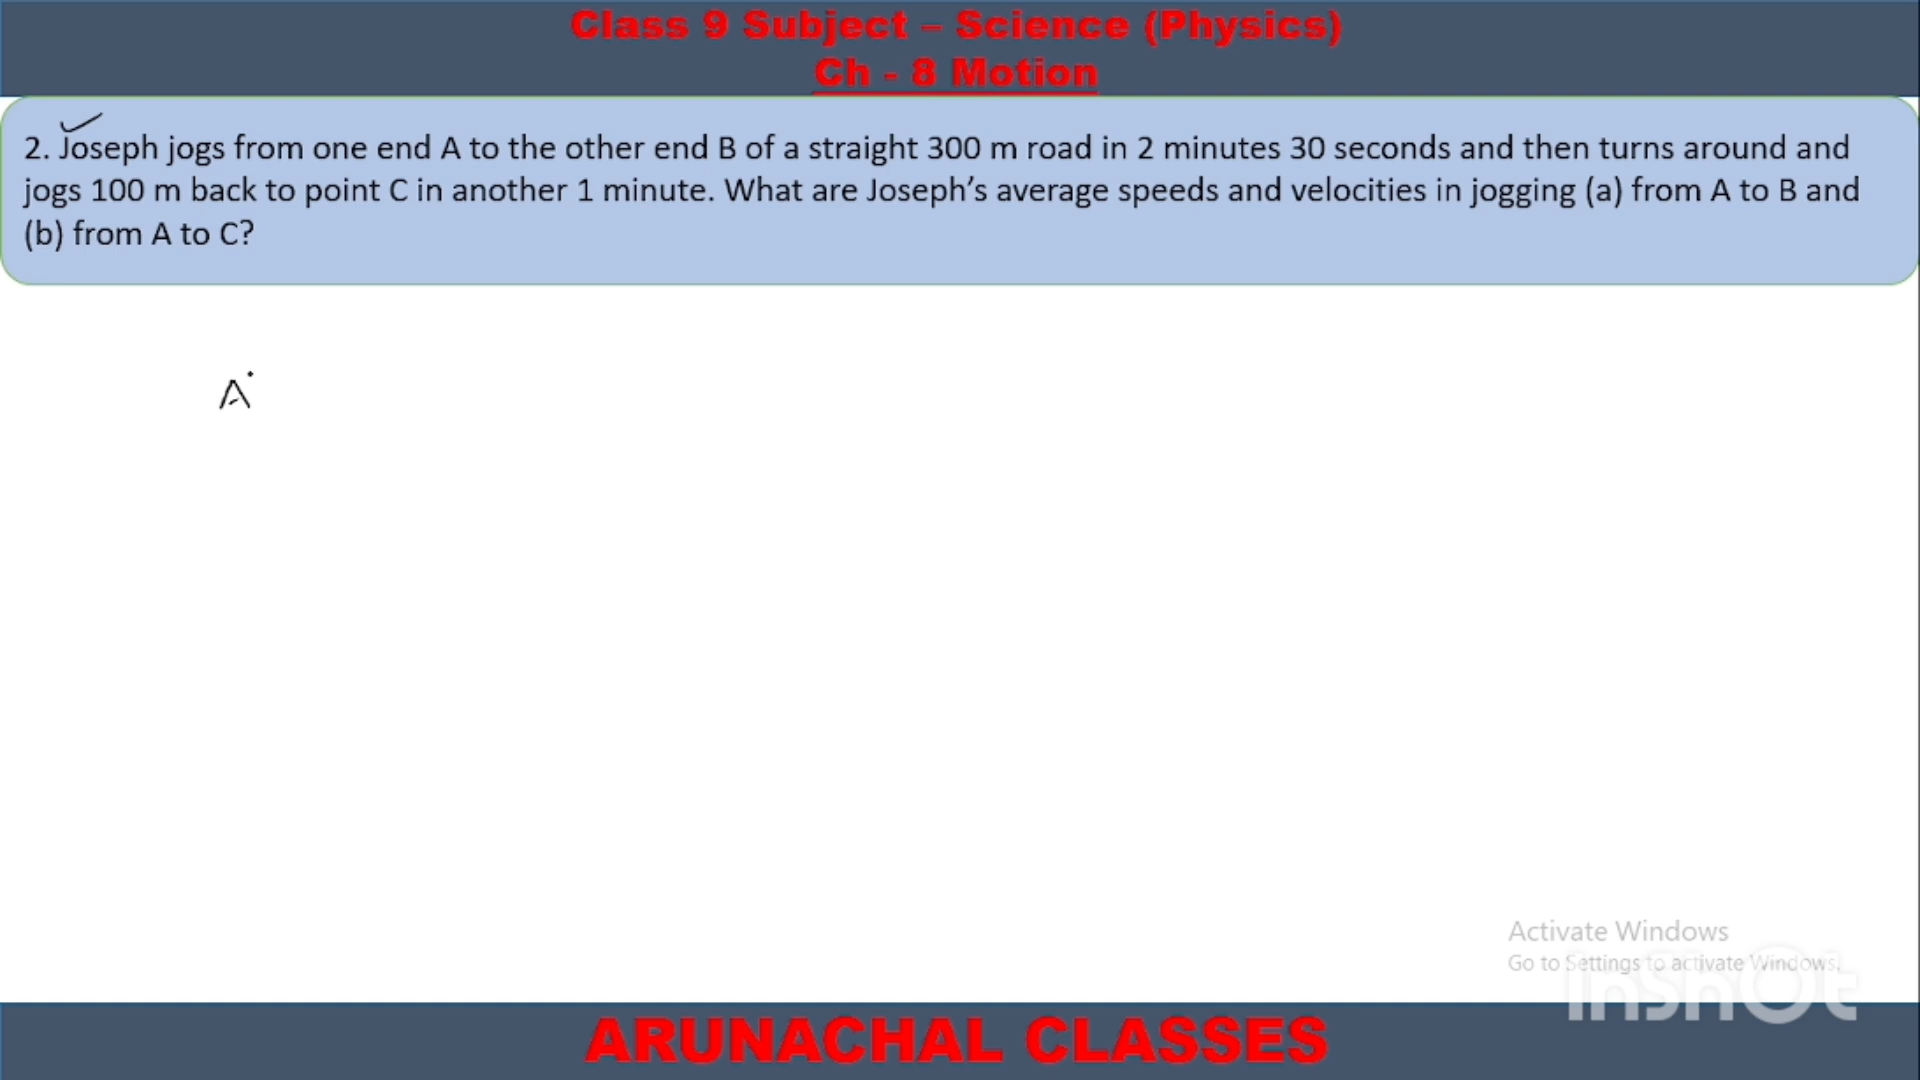 Class 9 Subject – Science (Physics)
Ch - 8 Motion
2. Joseph jogs from one end A to the other end B of a straight 300 m road in 2 minutes 30 seconds and then turns around and
jogs 100 m back to point C in another 1 minute. What are Joseph’s average speeds and velocities in jogging (a) from A to B and
(b) from A to C?
A
Activate Windows
Go to Settings to activate Windows.
InShOt
ARUNACHAL CLASSES